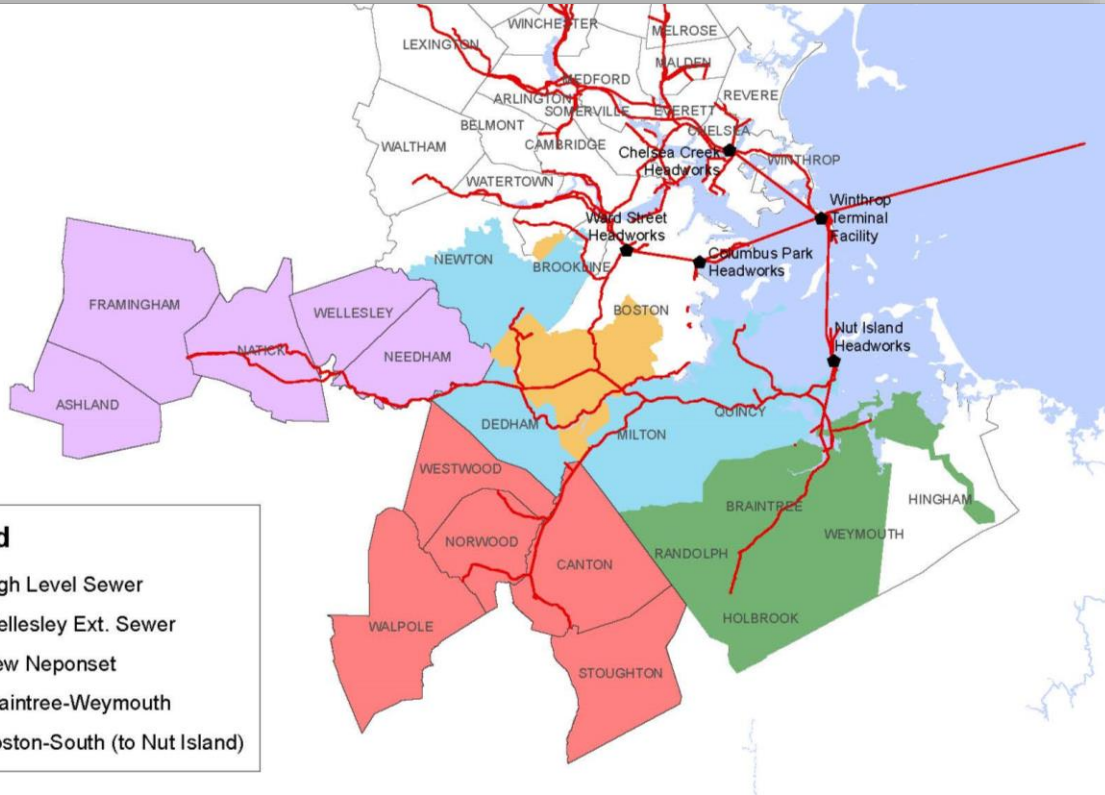 WINCHESTER
MELROSE
LEXINGTON
MALDEN
MEDFORD
REVERE
ARLINGTON
SOMERVILLE
EVERETT
BELMONT
CHELSEA
WALTHAM
CAMBRIDGE
Chelsea Creek
Headworks
WINTHROP
WATERTOWN
Winthrop
Terminal
Facility
Ward Street
Headworks
Columbus Park
Headworks
NEWTON
BROOKLINE
FRAMINGHAM
WELLESLEY
BOSTON
Nut Island
Headworks
NATICK
NEEDHAM
ASHLAND
DEDHAM
MILTON
QUINCY
WESTWOOD
BRAINTREE
HINGHAM
WEYMOUTH
NORWOOD
RANDOLPH
CANTON
HOLBROOK
WALPOLE
STOUGHTON
d
gh Level Sewer
ellesley Ext. Sewer
ew Neponset
aintree-Weymouth
oston-South (to Nut Island)